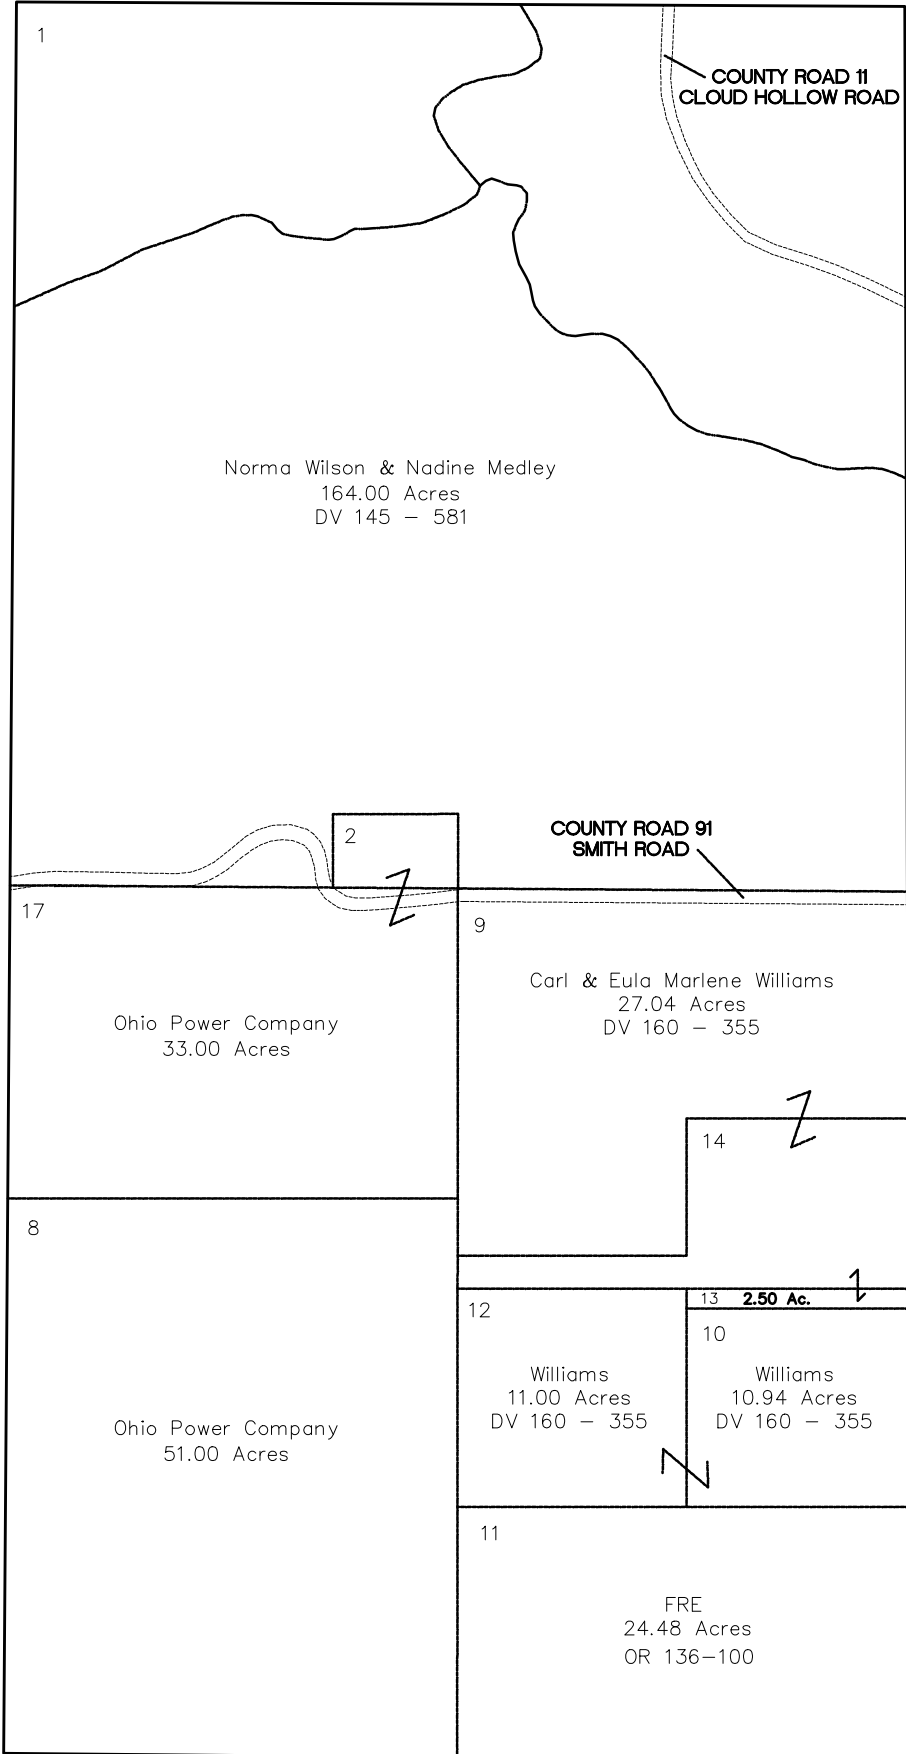 1
COUNTY ROAD 11
CLOUD HOLLOW ROAD
Norma Wilson & Nadine Medley
164.00 Acres
DV 145 – 581
2
COUNTY ROAD 91
SMITH ROAD
17
9
Carl & Eula Marlene Williams
27.04 Acres
DV 160 – 355
Ohio Power Company
33.00 Acres
14
8
13 2.50 Ac.
12
10
Williams
11.00 Acres
DV 160 – 355
Williams
10.94 Acres
DV 160 – 355
Ohio Power Company
51.00 Acres
11
FRE
24.48 Acres
OR 136–100